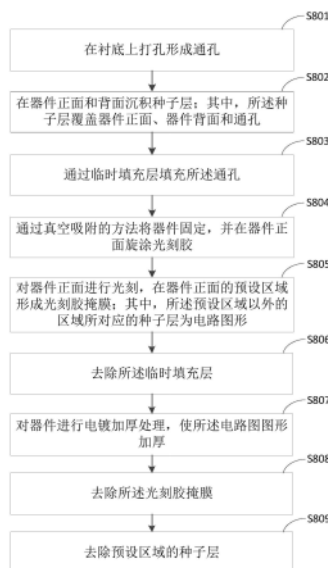 S801
在衬底上打孔形成通孔
S802
在器件正面和背面沉积种子层；其中，所述种
子层覆盖器件正面、器件背面和通孔
S803
通过临时填充层填充所述通孔
S804
通过真空吸附的方法将器件固定，并在器件正
面旋涂光刻胶
S805
对器件正面进行光刻，在器件正面的预设区域
形成光刻胶掩膜；其中，所述预设区域以外的
区域所对应的种子层为电路图形
S806
去除所述临时填充层
S807
对器件进行电镀加厚处理，使所述电路图图形
加厚
S808
去除所述光刻胶掩膜
S809
去除预设区域的种子层